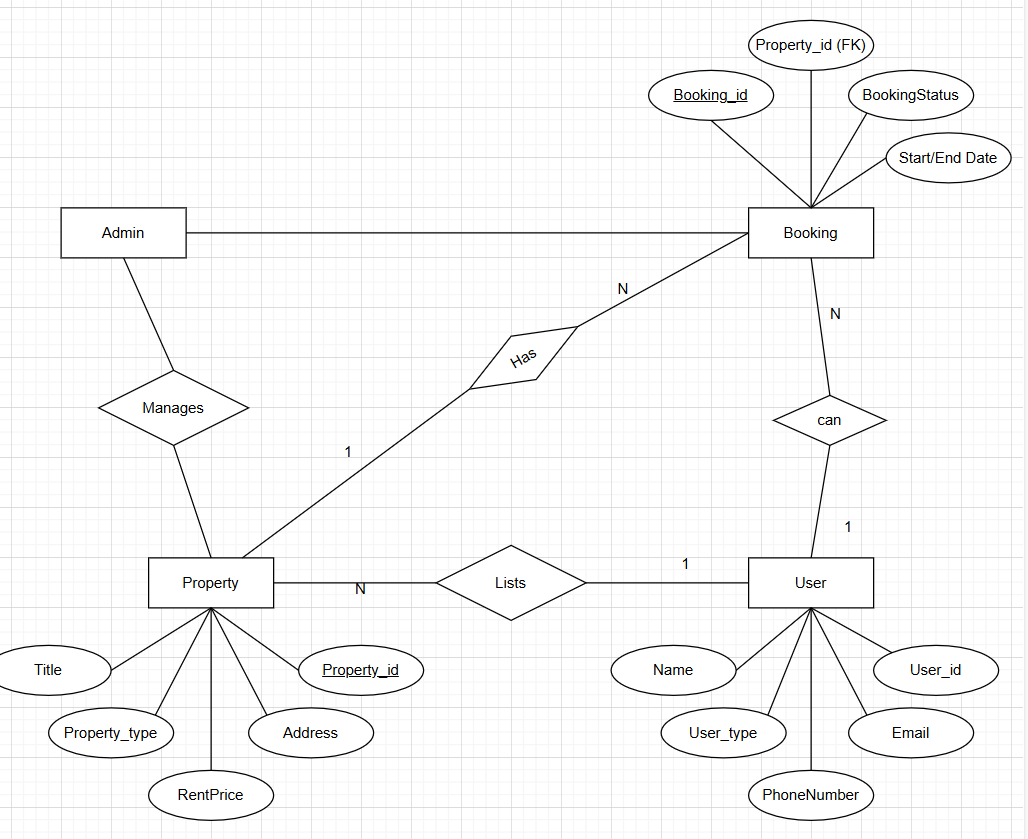 Property_id (FK)
Booking_id
BookingStatus
Start/End Date
Admin
Booking
N
N
Has
Manages
can
1
1
1
Property
N
Lists
User
Title
Property_id
Name
User_id
Property_type
Address
User_type
Email
RentPrice
PhoneNumber